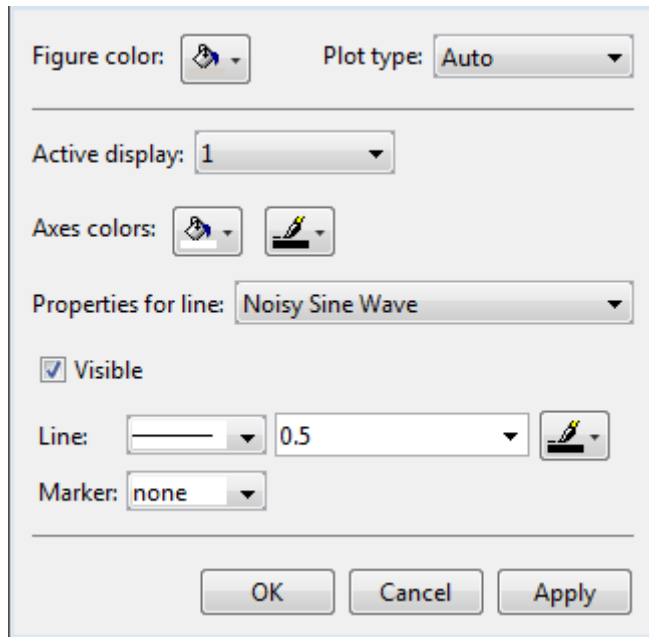 Figure color: Plot type: Auto
Active display: 1
Axes colors:
Properties for line: Noisy Sine Wave
Visible
Line: 0.5
Marker: none
OK Cancel Apply